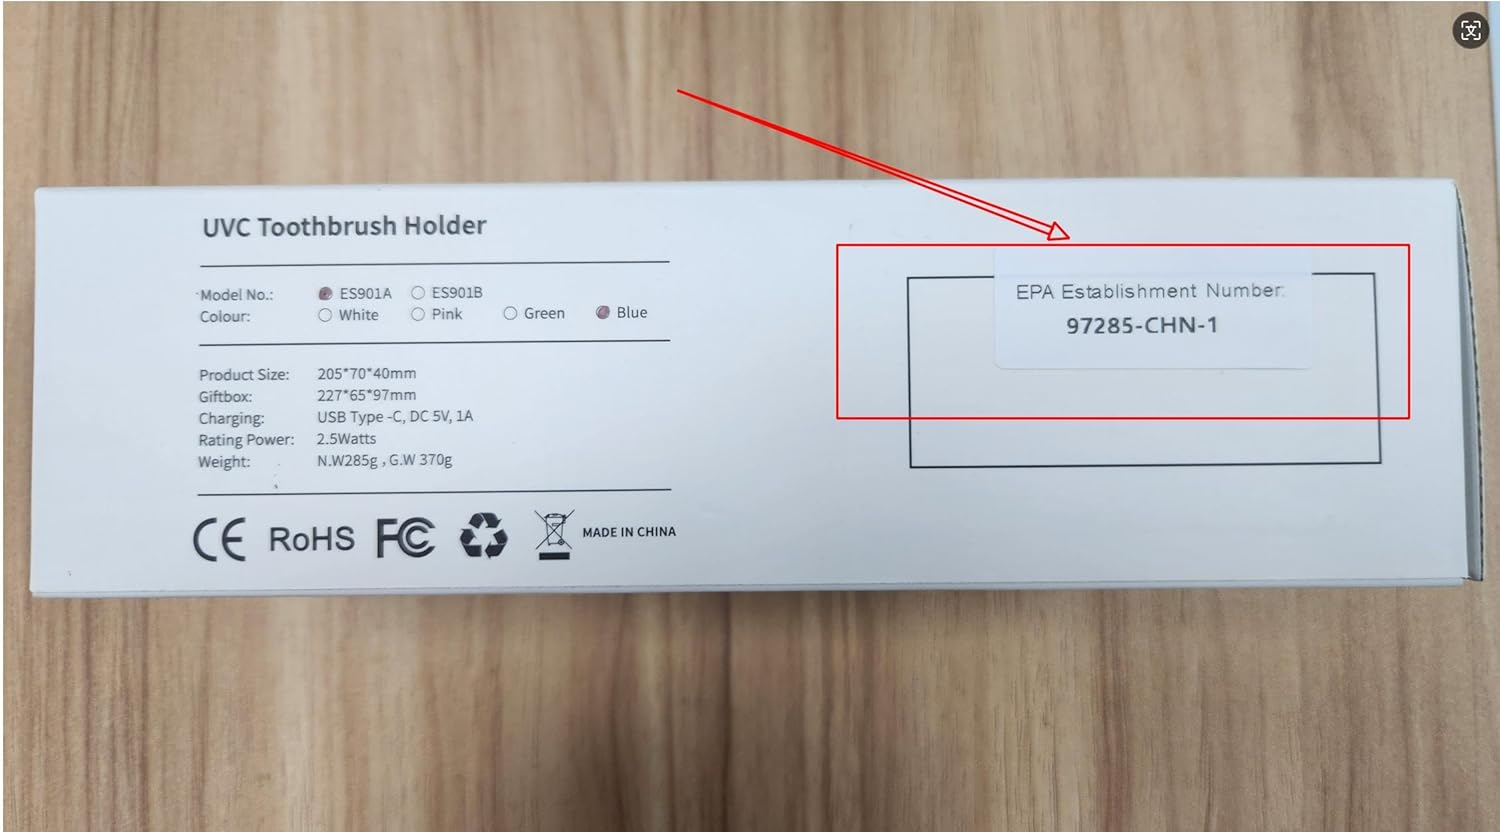 UVC Toothbrush Holder
Model No.: ES901A ES901B
Colour: White Pink Green Blue
Product Size: 205*70*40mm
Giftbox: 227*65*97mm
Charging: USB Type -C, DC 5V, 1A
Rating Power: 2.5Watts
Weight: N.W285g , G.W 370g
CE RoHS FC MADE IN CHINA
EPA Establishment Number:
97285-CHN-1